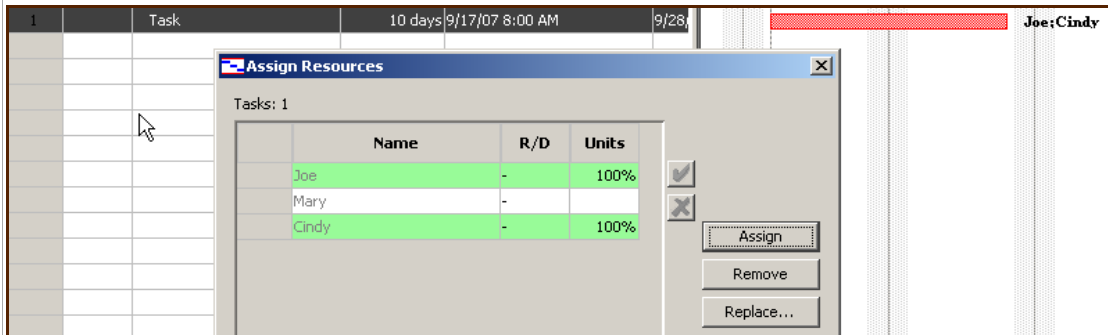 1 Task 10 days 9/17/07 8:00 AM 9/28/ Joe;Cindy
Assign Resources
Tasks: 1
Name R/D Units
Joe - 100%
Mary -
Cindy - 100%
Assign
Remove
Replace...